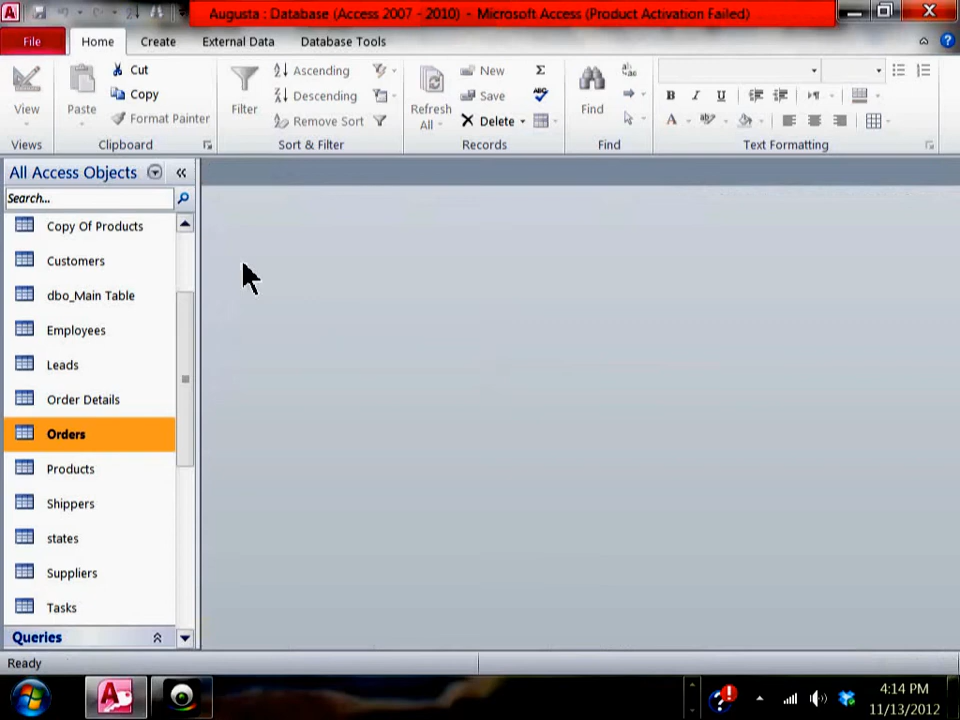 Augusta : Database (Access 2007 - 2010) - Microsoft Access (Product Activation Failed)
File Home Create External Data Database Tools
View Paste Cut Copy Format Painter Filter Ascending Descending Remove Sort Refresh All New Save Delete Find
Views Clipboard Sort & Filter Records Find Text Formatting
All Access Objects
Search...
Copy Of Products
Customers
dbo_Main Table
Employees
Leads
Order Details
Orders
Products
Shippers
states
Suppliers
Tasks
Queries
Ready
4:14 PM
11/13/2012